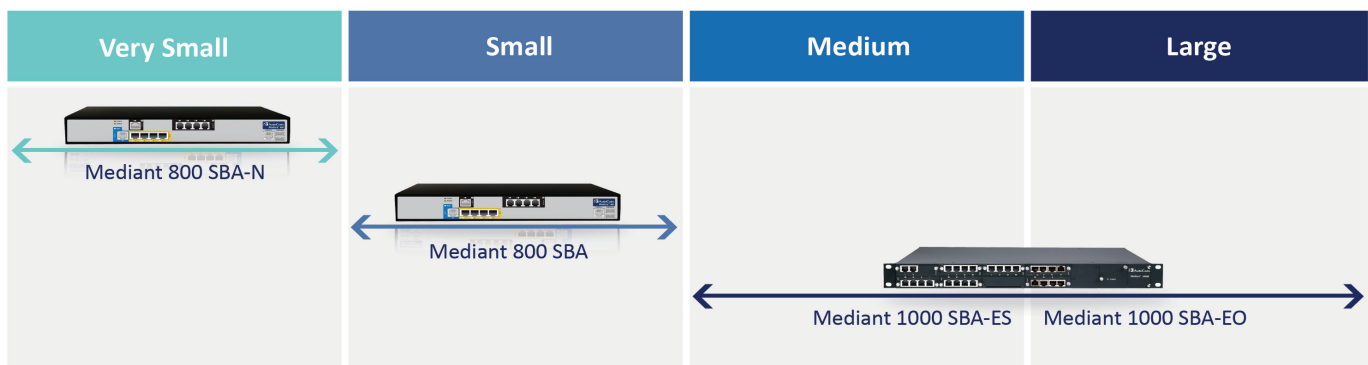 Very Small
Small
Medium
Large
Mediant 800 SBA-N
Mediant 800 SBA
Mediant 1000 SBA-ES
Mediant 1000 SBA-EO